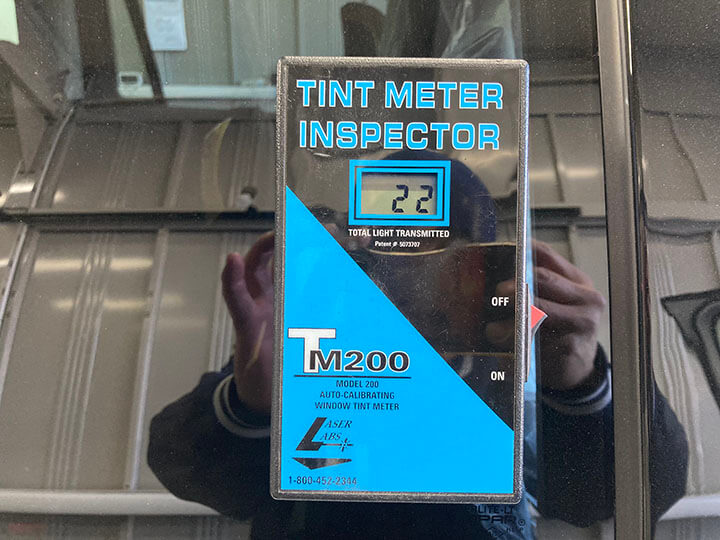 TINT METER
INSPECTOR
22
TOTAL LIGHT TRANSMITTED
Patent # 5073707
OFF
ON
TM200
MODEL 200
AUTO-CALIBRATING
WINDOW TINT METER
LASER
LABS
1-800-452-2344